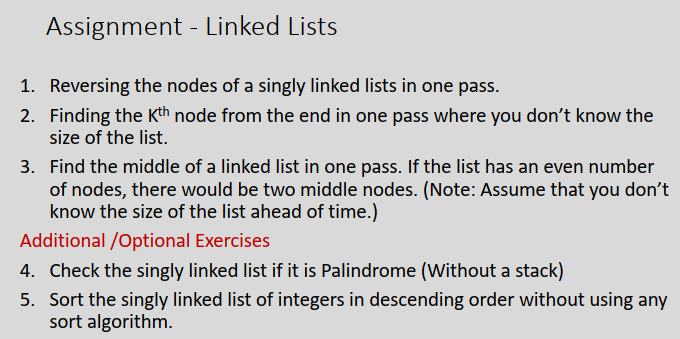 Assignment - Linked Lists
1. Reversing the nodes of a singly linked lists in one pass.
2. Finding the Kth node from the end in one pass where you don’t know the
size of the list.
3. Find the middle of a linked list in one pass. If the list has an even number
of nodes, there would be two middle nodes. (Note: Assume that you don’t
know the size of the list ahead of time.)
Additional /Optional Exercises
4. Check the singly linked list if it is Palindrome (Without a stack)
5. Sort the singly linked list of integers in descending order without using any
sort algorithm.